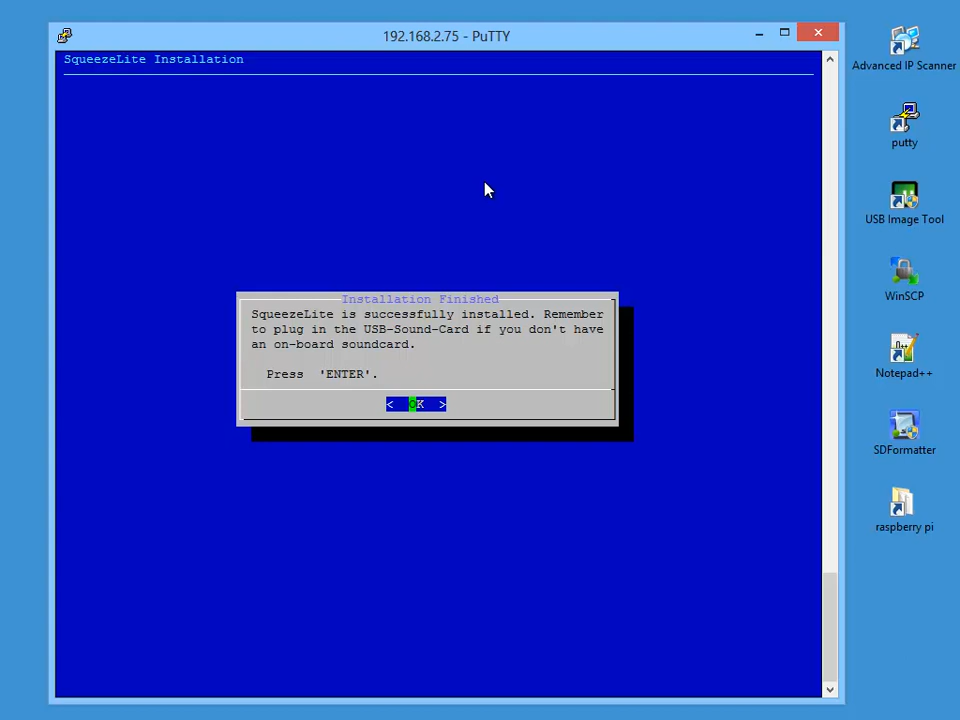 192.168.2.75 - PuTTY
SqueezeLite Installation
Installation Finished
SqueezeLite is successfully installed. Remember
to plug in the USB-Sound-Card if you don't have
an on-board soundcard.
Press 'ENTER'.
< OK >
Advanced IP Scanner
putty
USB Image Tool
WinSCP
Notepad++
SDFormatter
raspberry pi